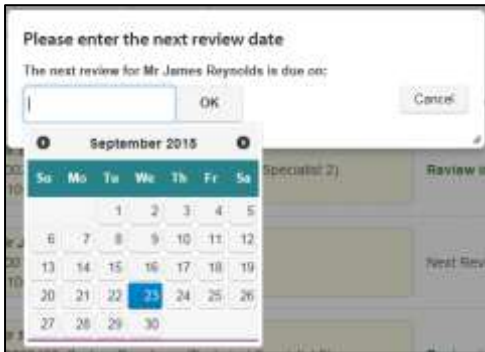 Please enter the next review date
The next review for Mr James Reynolds is due on:
OK
Cancel
September 2015
Su Mo Tu We Th Fr Sa
1 2 3 4 5
6 7 8 9 10 11 12
Specialist 2)
Review
13 14 15 16 17 18 19
Next Rev
20 21 22 23 24 25 26
27 28 29 30